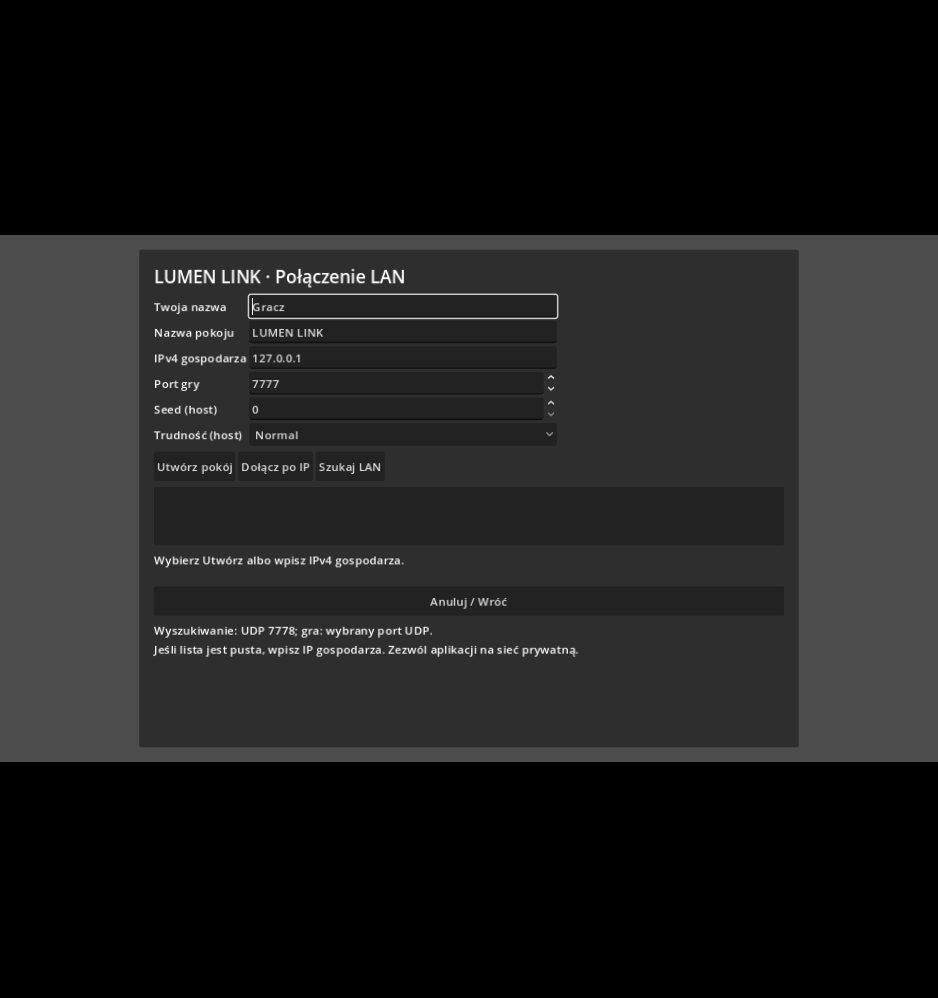 LUMEN LINK · Połączenie LAN
Twoja nazwa Gracz
Nazwa pokoju LUMEN LINK
IPv4 gospodarza 127.0.0.1
Port gry 7777
Seed (host) 0
Trudność (host) Normal
Utwórz pokój Dołącz po IP Szukaj LAN
Wybierz Utwórz albo wpisz IPv4 gospodarza.
Anuluj / Wróć
Wyszukiwanie: UDP 7778; gra: wybrany port UDP.
Jeśli lista jest pusta, wpisz IP gospodarza. Zezwól aplikacji na sieć prywatną.